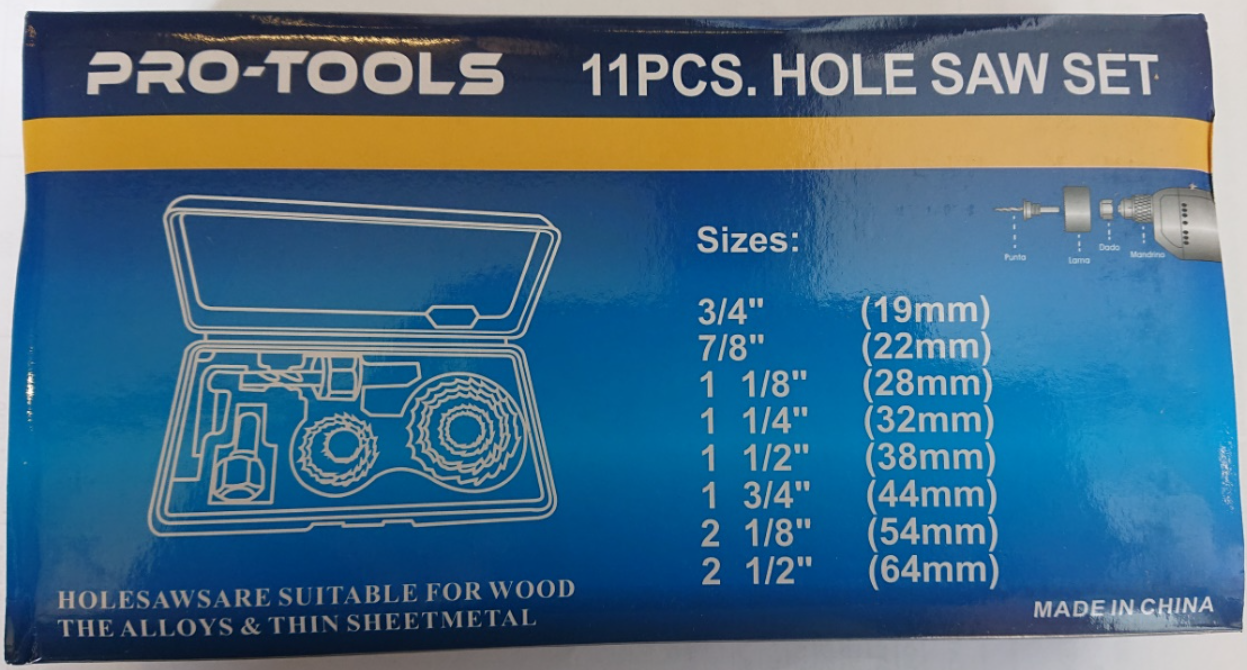 PRO-TOOLS 11PCS. HOLE SAW SET
Sizes:
3/4" (19mm)
7/8" (22mm)
1 1/8" (28mm)
1 1/4" (32mm)
1 1/2" (38mm)
1 3/4" (44mm)
2 1/8" (54mm)
2 1/2" (64mm)
Punta Lama Dado Mandrino
HOLESAWSARE SUITABLE FOR WOOD
THE ALLOYS & THIN SHEETMETAL
MADE IN CHINA